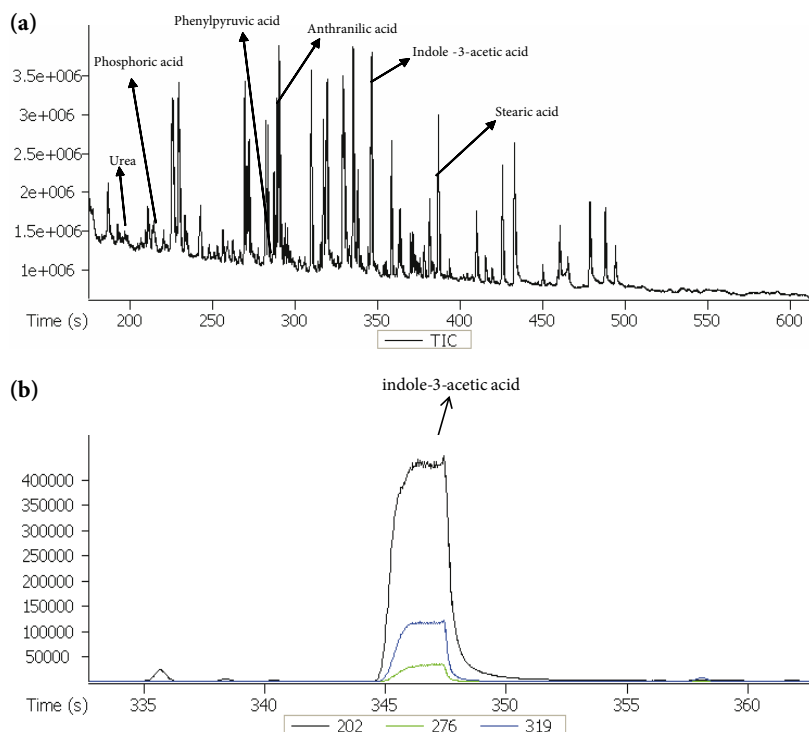 (a)
Phenylpyruvic acid
Anthranilic acid
Phosphoric acid
Indole -3-acetic acid
Stearic acid
Urea
3.5e+006
3e+006
2.5e+006
2e+006
1.5e+006
1e+006
Time (s) 200 250 300 350 400 450 500 550 600
TIC
(b)
indole-3-acetic acid
400000
350000
300000
250000
200000
150000
100000
50000
Time (s) 335 340 345 350 355 360
202 276 319